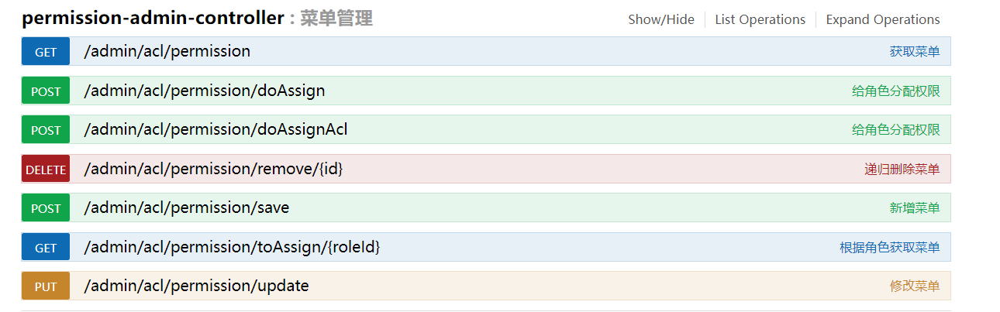 permission-admin-controller : 菜单管理 Show/Hide List Operations Expand Operations
GET /admin/acl/permission 获取菜单
POST /admin/acl/permission/doAssign 给角色分配权限
POST /admin/acl/permission/doAssignAcl 给角色分配权限
DELETE /admin/acl/permission/remove/{id} 递归删除菜单
POST /admin/acl/permission/save 新增菜单
GET /admin/acl/permission/toAssign/{roleId} 根据角色获取菜单
PUT /admin/acl/permission/update 修改菜单